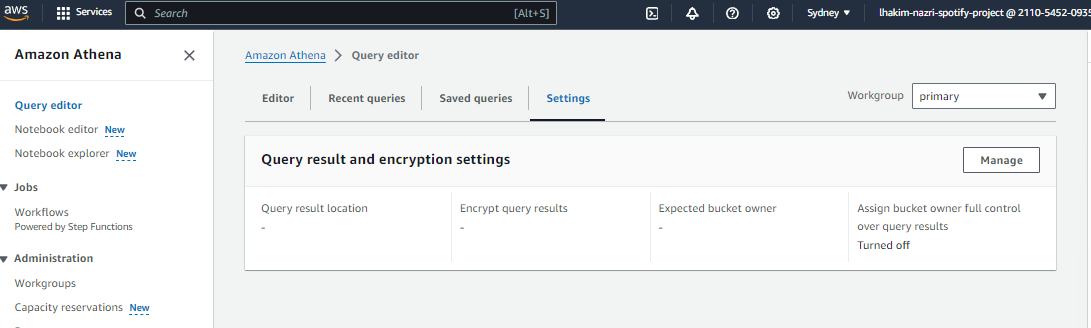 aws
Services
Search
[Alt+S]
Sydney
lhakim-nazri-spotify-project @ 2110-5452-0935
Amazon Athena
Query editor
Notebook editor New
Notebook explorer New
Jobs
Workflows
Powered by Step Functions
Administration
Workgroups
Capacity reservations New
Amazon Athena > Query editor
Editor
Recent queries
Saved queries
Settings
Workgroup
primary
Query result and encryption settings
Manage
Query result location
-
Encrypt query results
-
Expected bucket owner
-
Assign bucket owner full control
over query results
Turned off